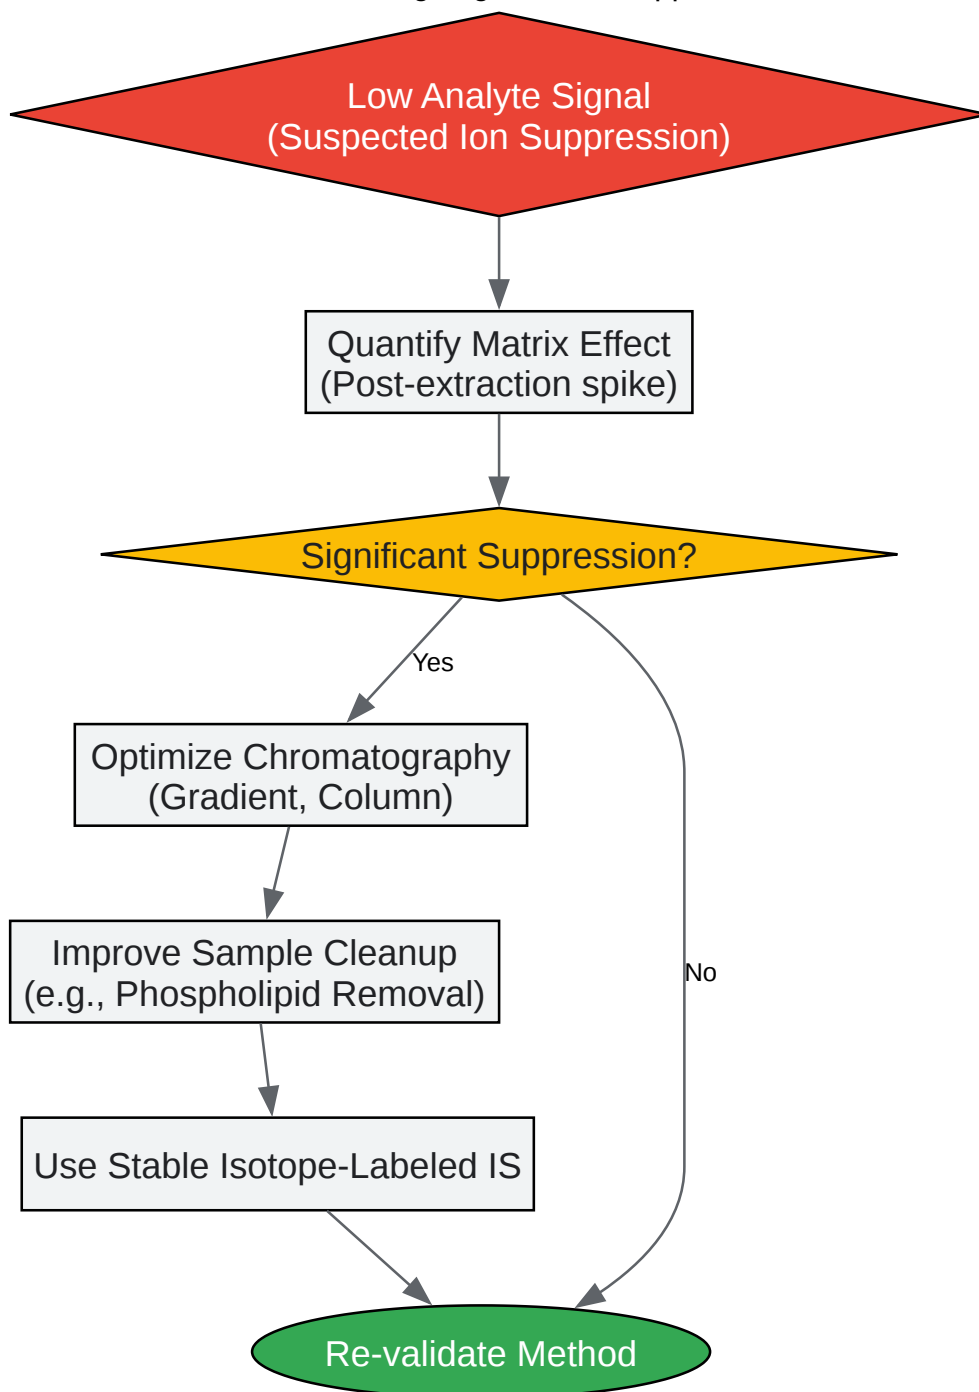 Low Analyte Signal
(Suspected Ion Suppression)
Quantify Matrix Effect
(Post-extraction spike)
Significant Suppression?
Yes
Optimize Chromatography
(Gradient, Column)
Improve Sample Cleanup
(e.g., Phospholipid Removal)
No
Use Stable Isotope-Labeled IS
Re-validate Method